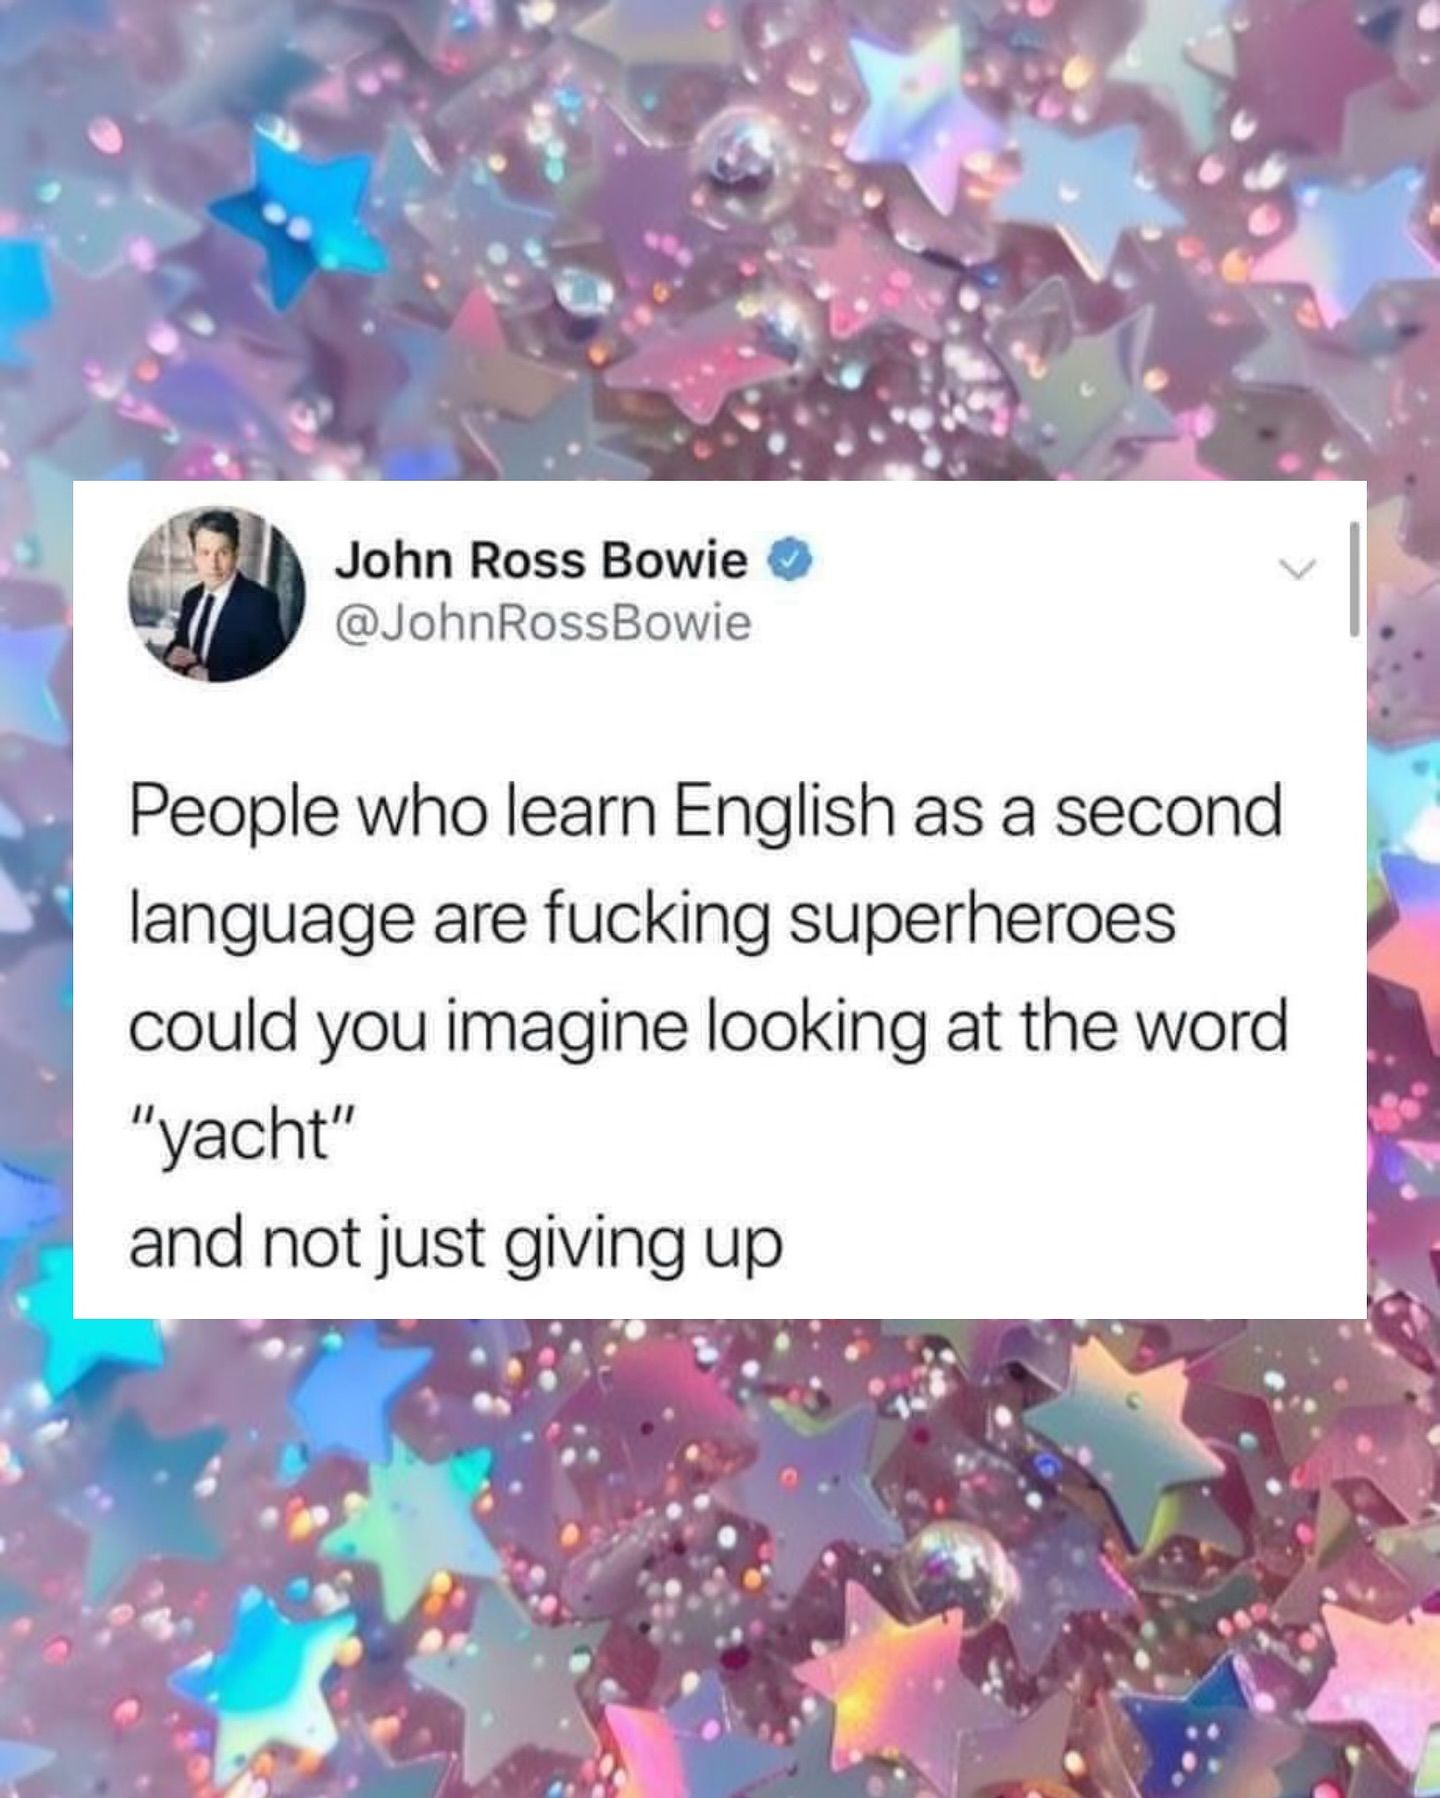 John Ross Bowie
@JohnRossBowie
People who learn English as a second
language are fucking superheroes
could you imagine looking at the word
"yacht"
and not just giving up